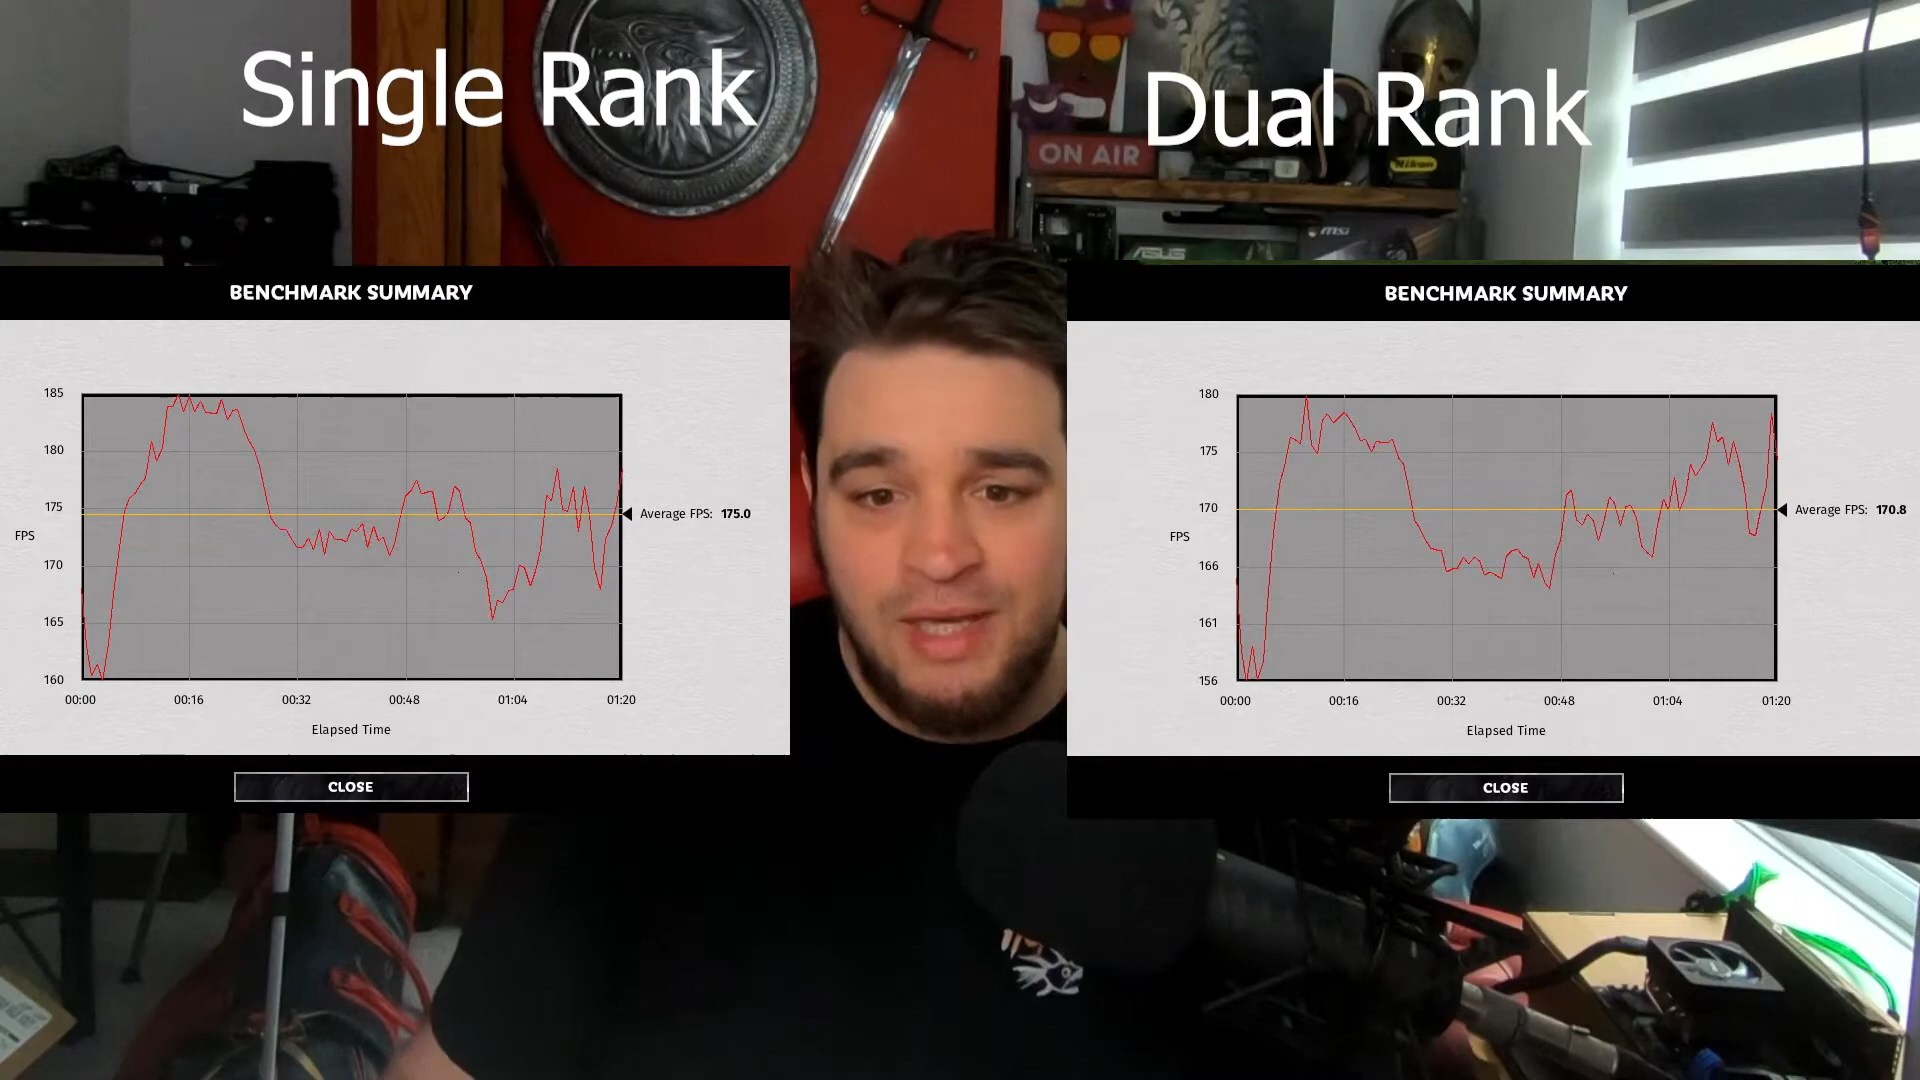 Single Rank
Dual Rank
ON AIR
Nikon
ASUS
msi
BENCHMARK SUMMARY
185
180
175
170
165
160
FPS
Average FPS: 175.0
00:00 00:16 00:32 00:48 01:04 01:20
Elapsed Time
CLOSE
BENCHMARK SUMMARY
180
175
170
166
161
156
FPS
Average FPS: 170.8
00:00 00:16 00:32 00:48 01:04 01:20
Elapsed Time
CLOSE